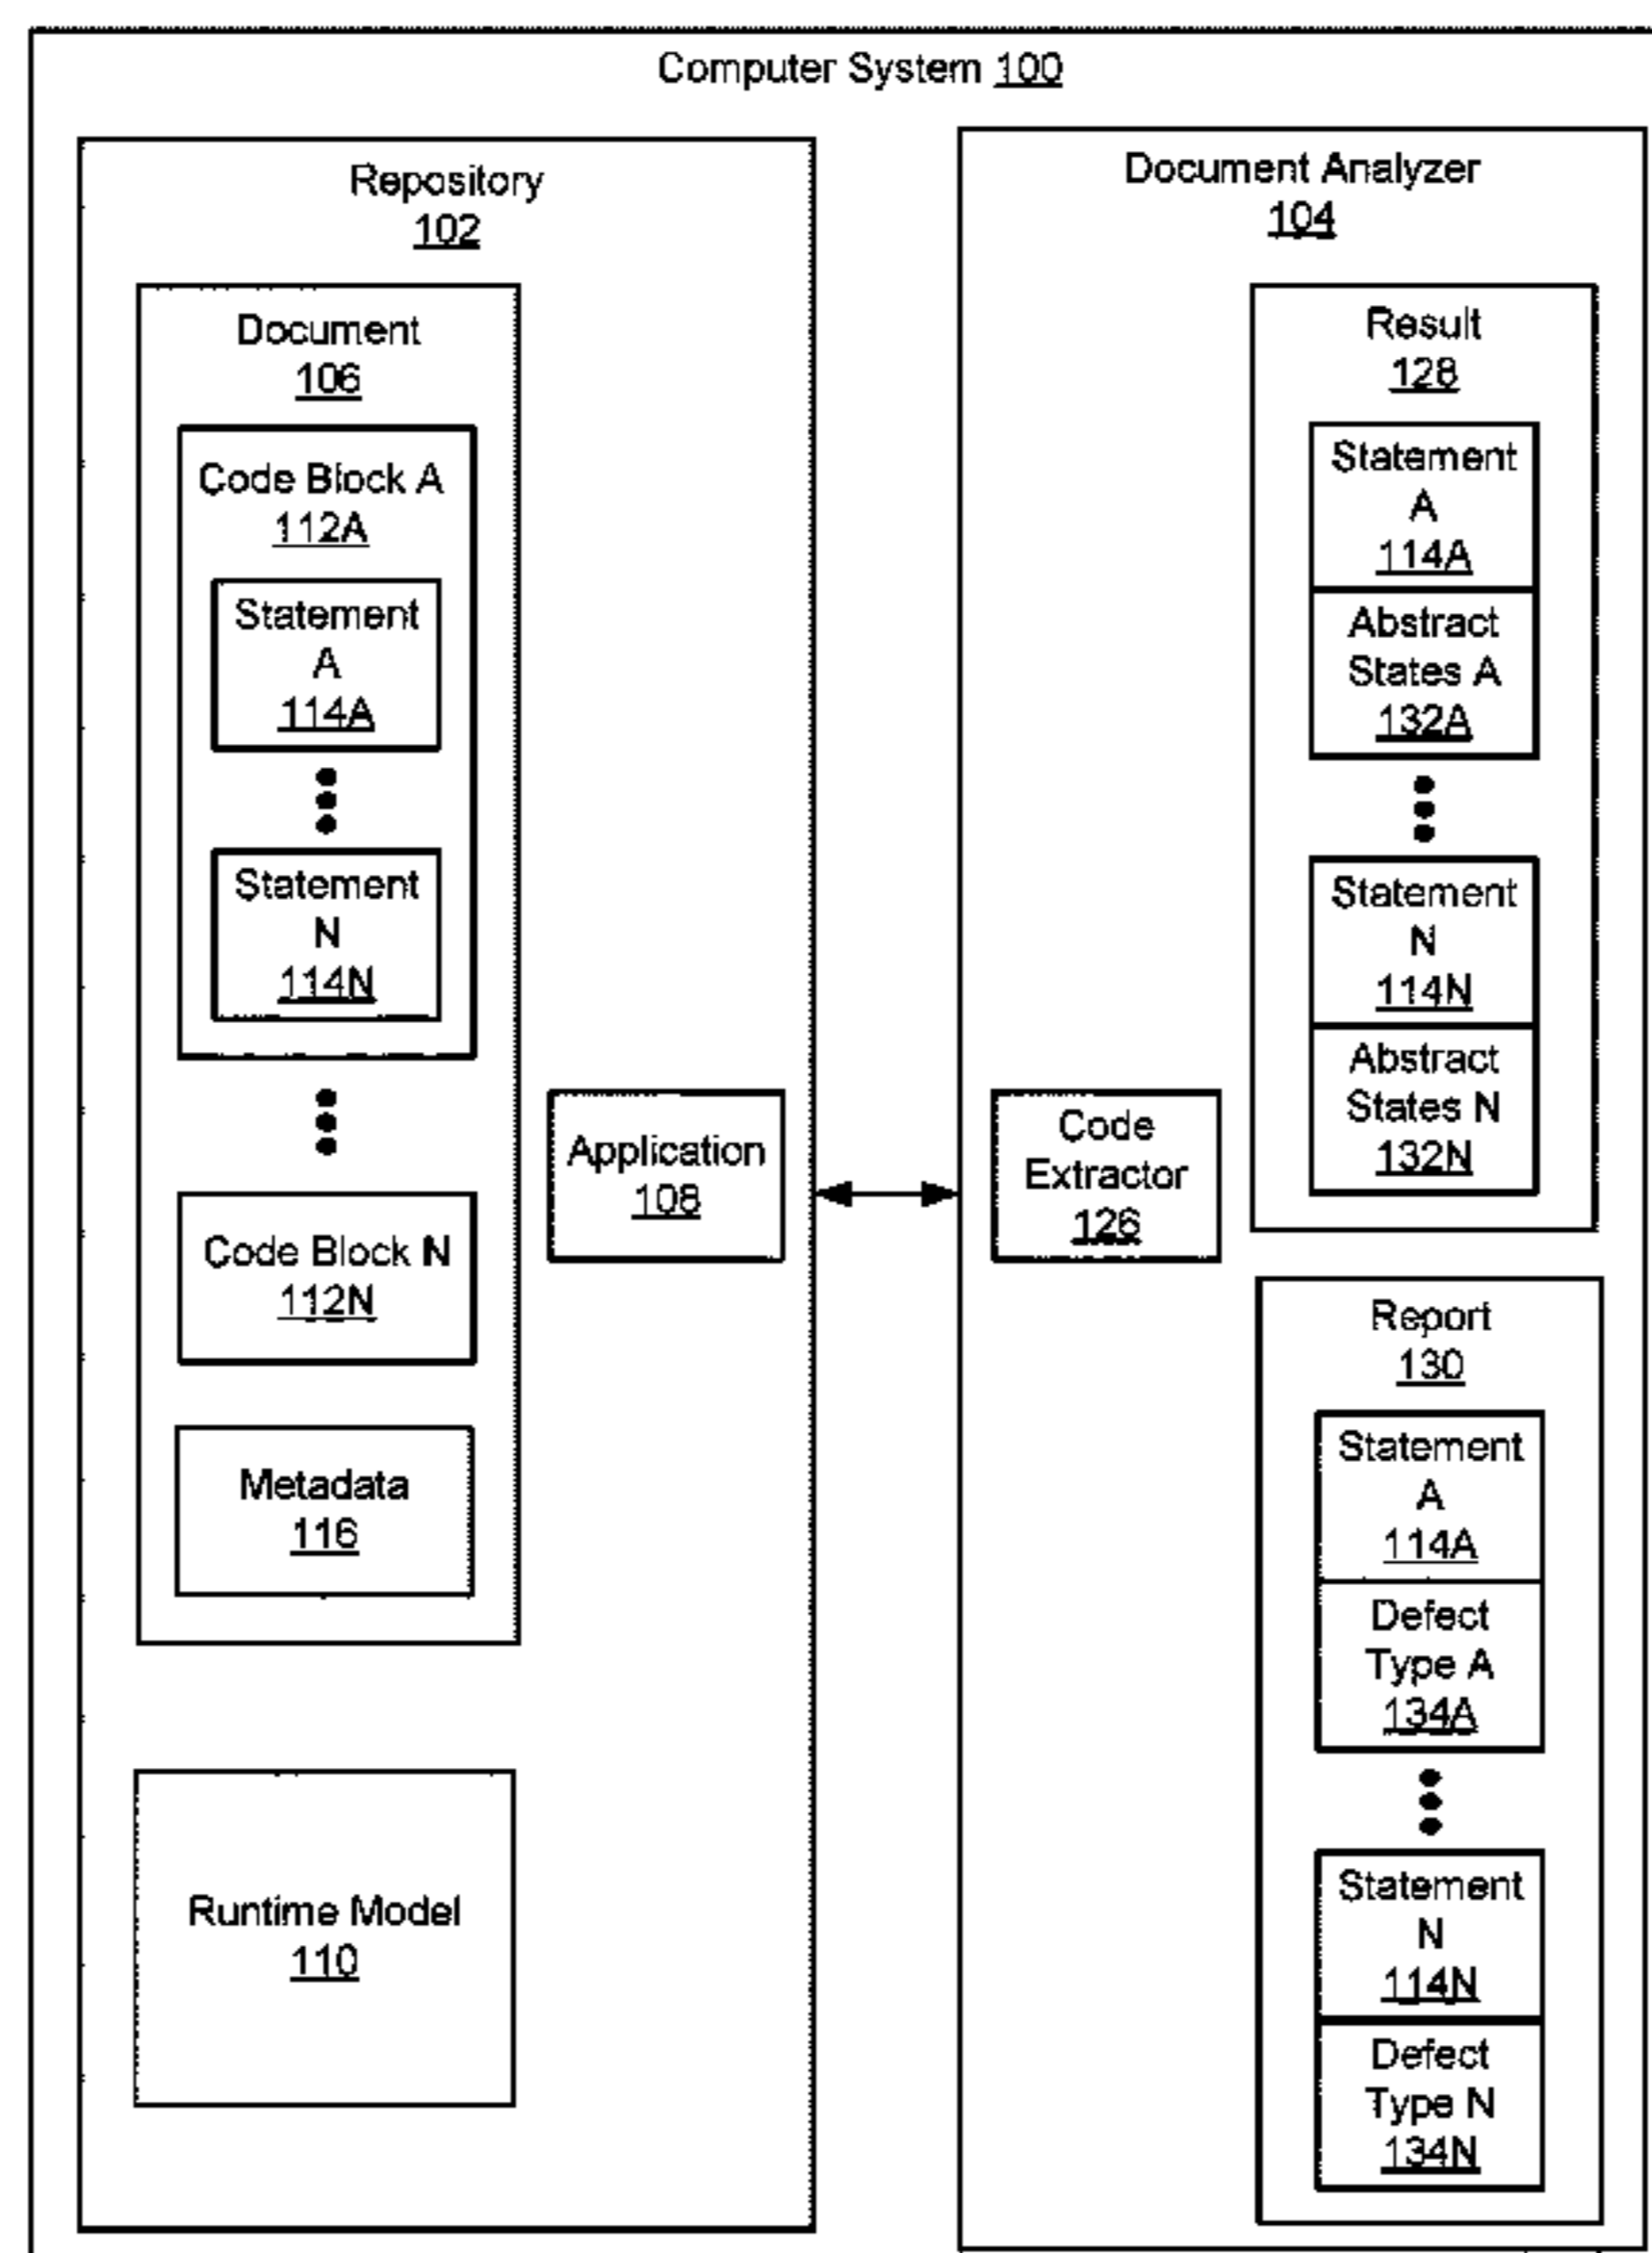 Computer System 100
Repository
102
Document
106
Code Block A
112A
Statement
A
114A
Statement
N
114N
Code Block N
112N
Metadata
116
Application
108
Runtime Model
110
Document Analyzer
104
Code
Extractor
126
Result
128
Statement
A
114A
Abstract
States A
132A
Statement
N
114N
Abstract
States N
132N
Report
130
Statement
A
114A
Defect
Type A
134A
Statement
N
114N
Defect
Type N
134N